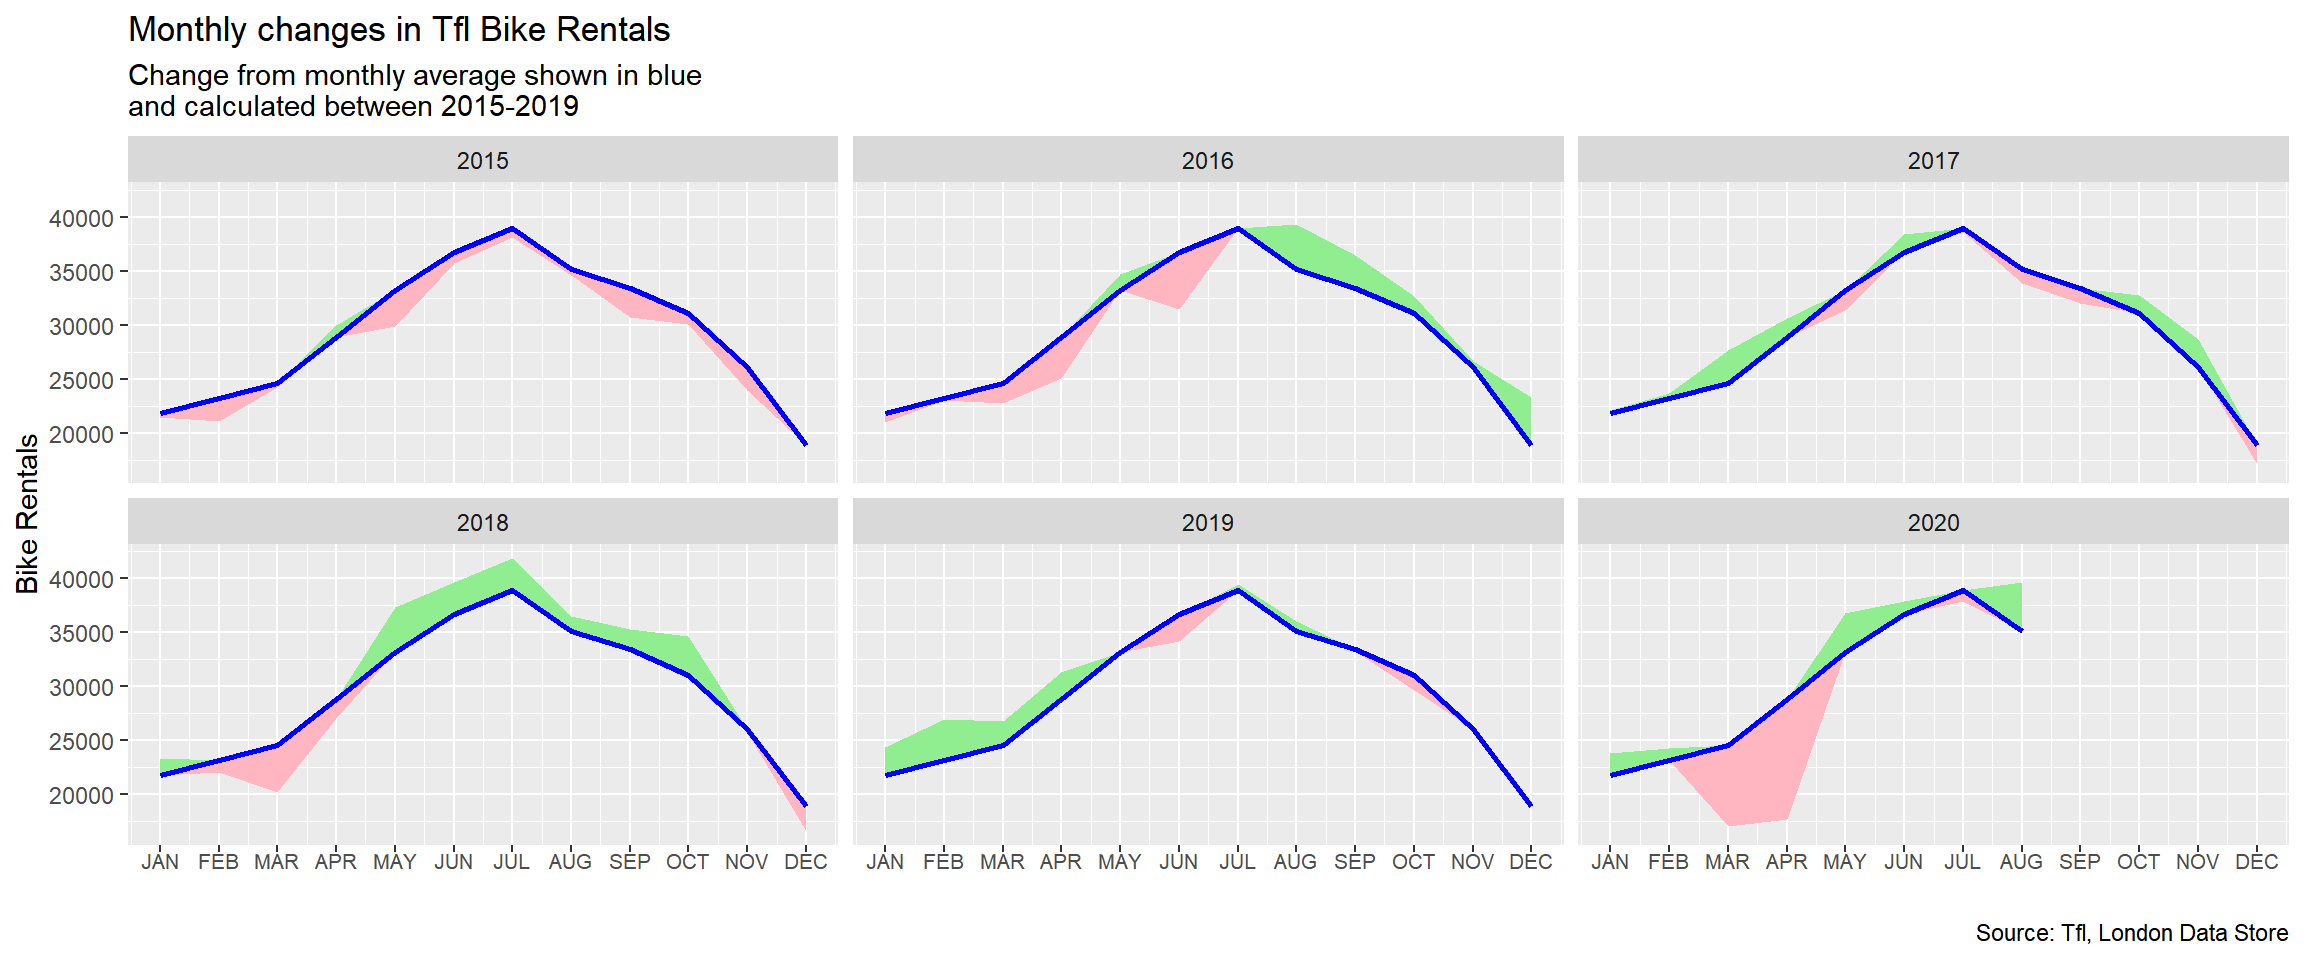 Monthly changes in Tfl Bike Rentals
Change from monthly average shown in blue
and calculated between 2015-2019
2015
2016
2017
40000
35000
30000
25000
20000
Bike Rentals
2018
2019
2020
40000
35000
30000
25000
20000
JAN FEB MAR APR MAY JUN JUL AUG SEP OCT NOV DEC
JAN FEB MAR APR MAY JUN JUL AUG SEP OCT NOV DEC
JAN FEB MAR APR MAY JUN JUL AUG SEP OCT NOV DEC
Source: Tfl, London Data Store